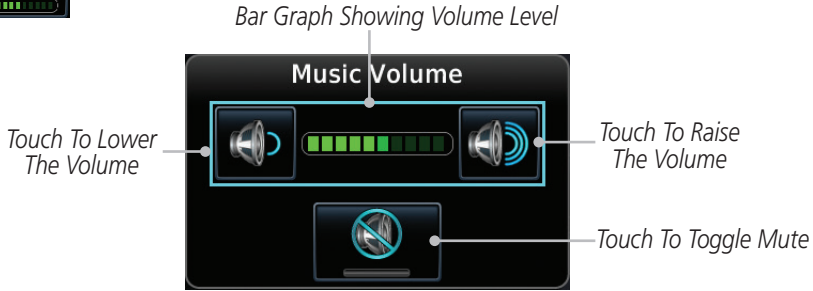 Bar Graph Showing Volume Level
Music Volume
Touch To Lower
The Volume
Touch To Raise
The Volume
Touch To Toggle Mute